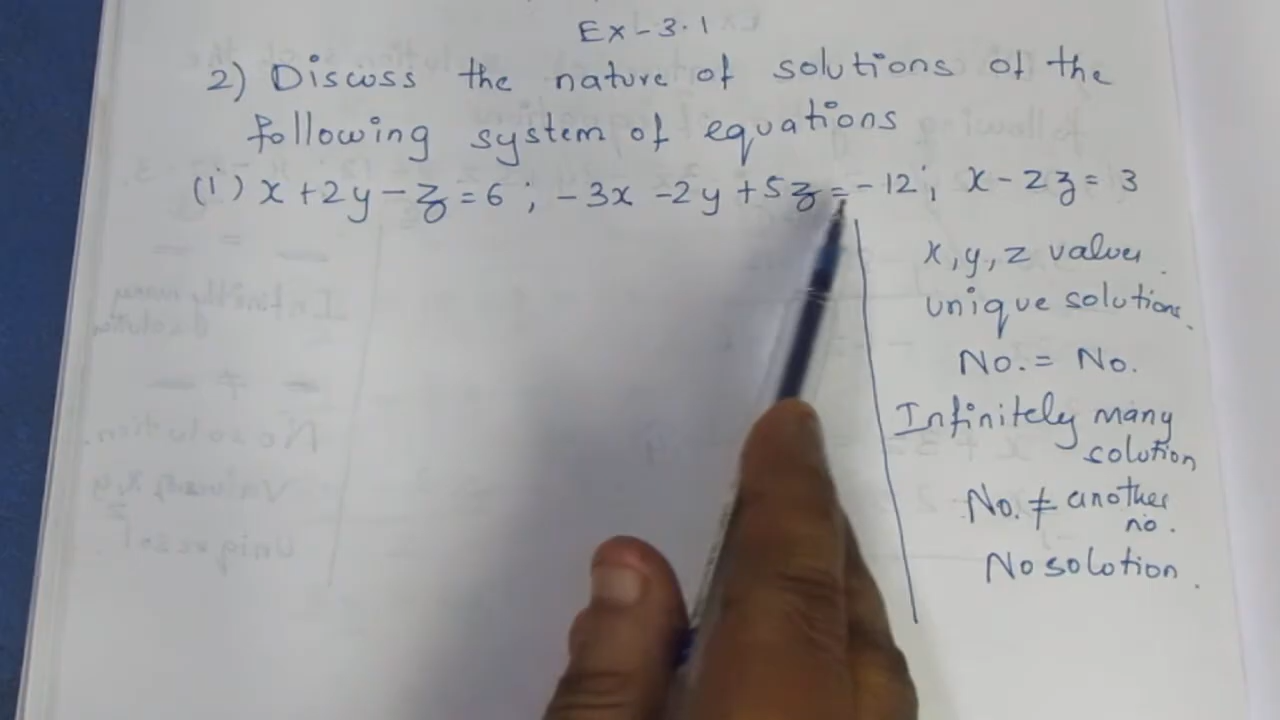 Ex-3.1
2) Discuss the nature of solutions of the
following system of equations
(i) x+2y-z=6; -3x-2y+5z=-12; x-2z=3
x,y,z values
unique solutions.
No. = No.
Infinitely many
solution
No. ≠ another
no.
No solution.